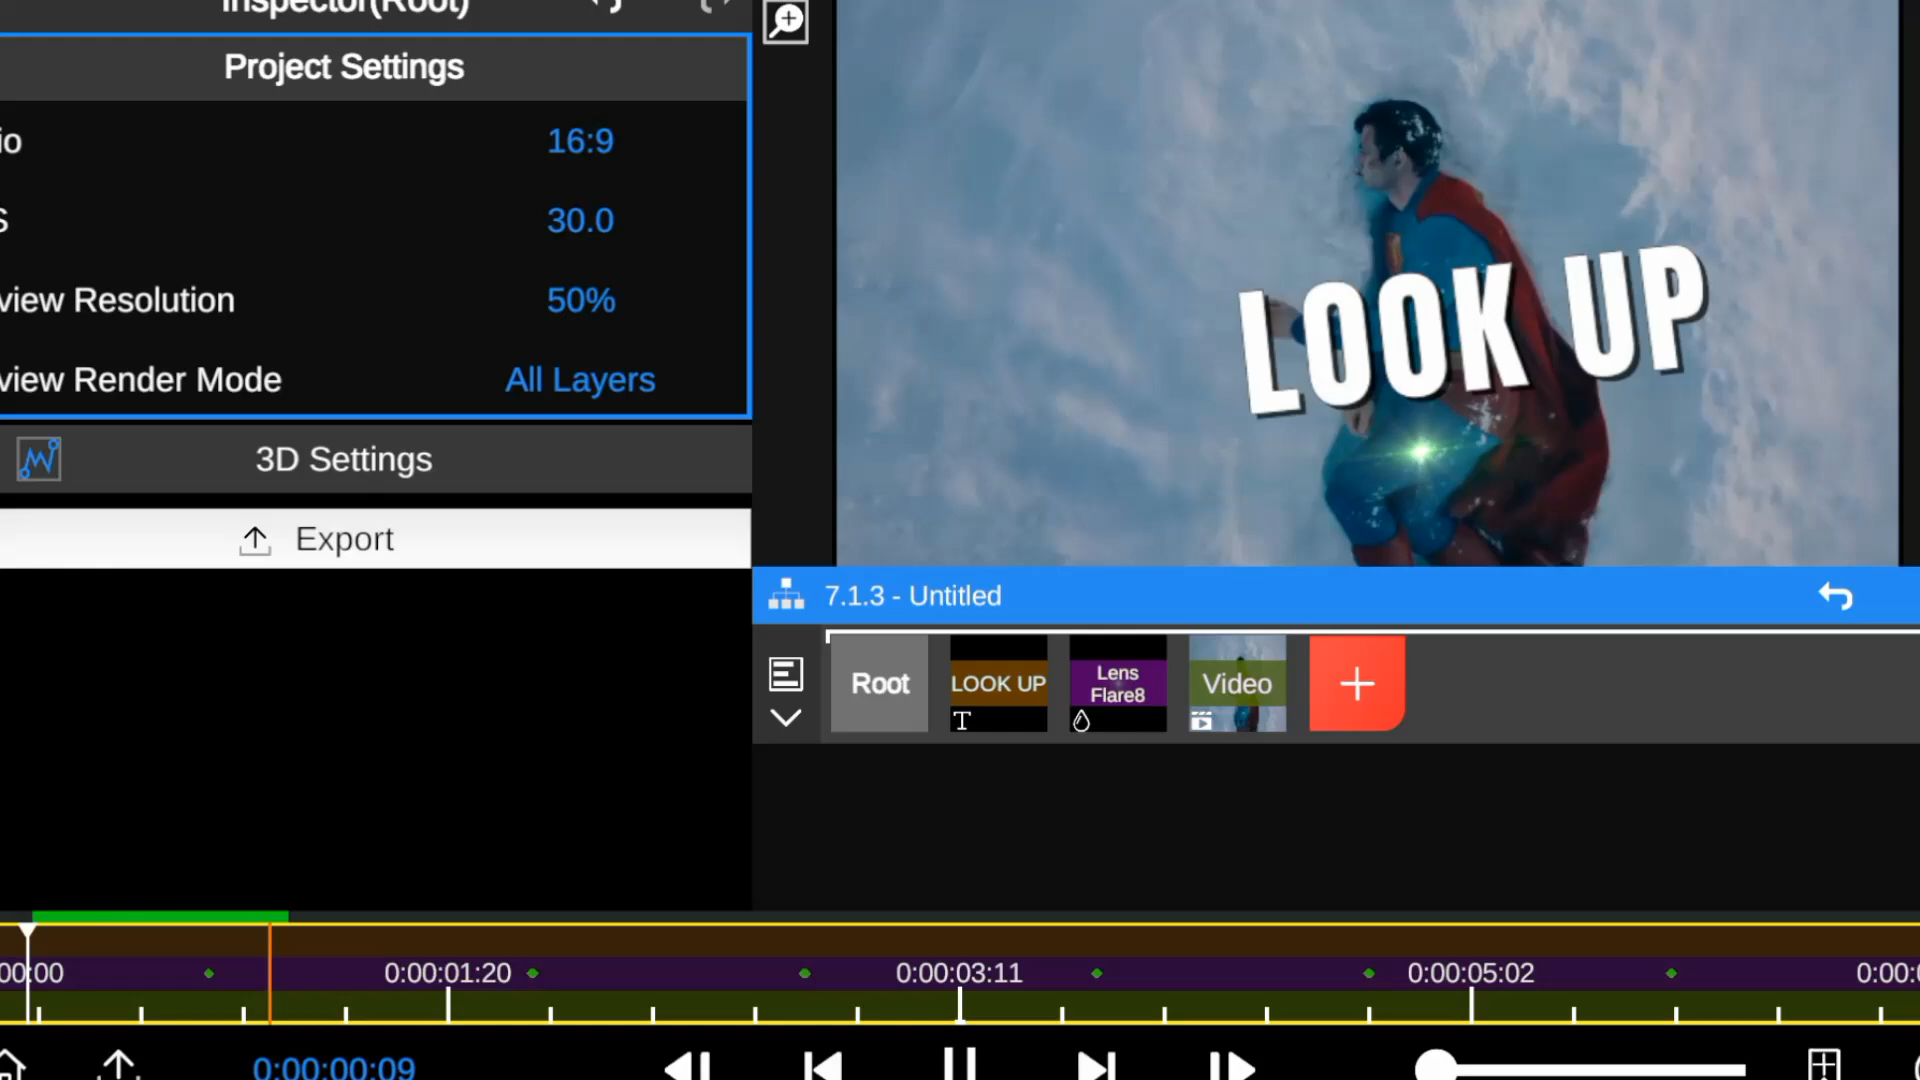 Inspector(Root)
Project Settings
io
16:9
S
30.0
view Resolution
50%
view Render Mode
All Layers
3D Settings
Export
LOOK UP
7.1.3 - Untitled
Root
LOOK UP
T
Lens
Flare8
Video
00:00
0:00:01:20
0:00:03:11
0:00:05:02
0:00:0
0:00:00:09